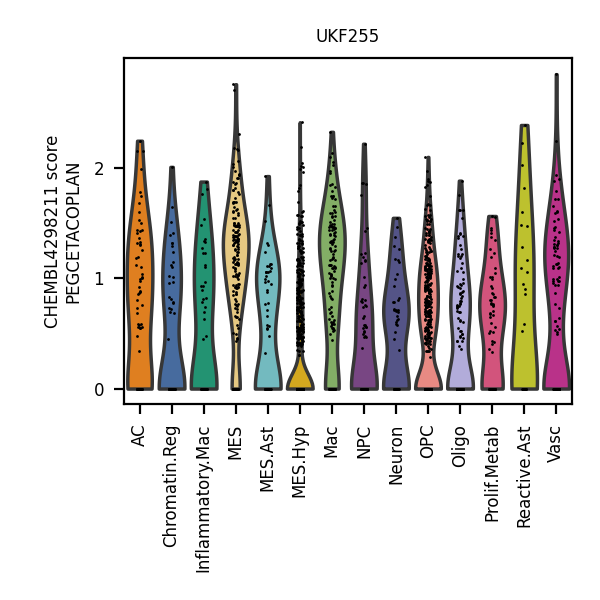 UKF255
CHEMBL4298211 score
PEGCETACOPLAN
2
1
0
AC
Chromatin.Reg
Inflammatory.Mac
MES
MES.Ast
MES.Hyp
Mac
NPC
Neuron
OPC
Oligo
Prolif.Metab
Reactive.Ast
Vasc